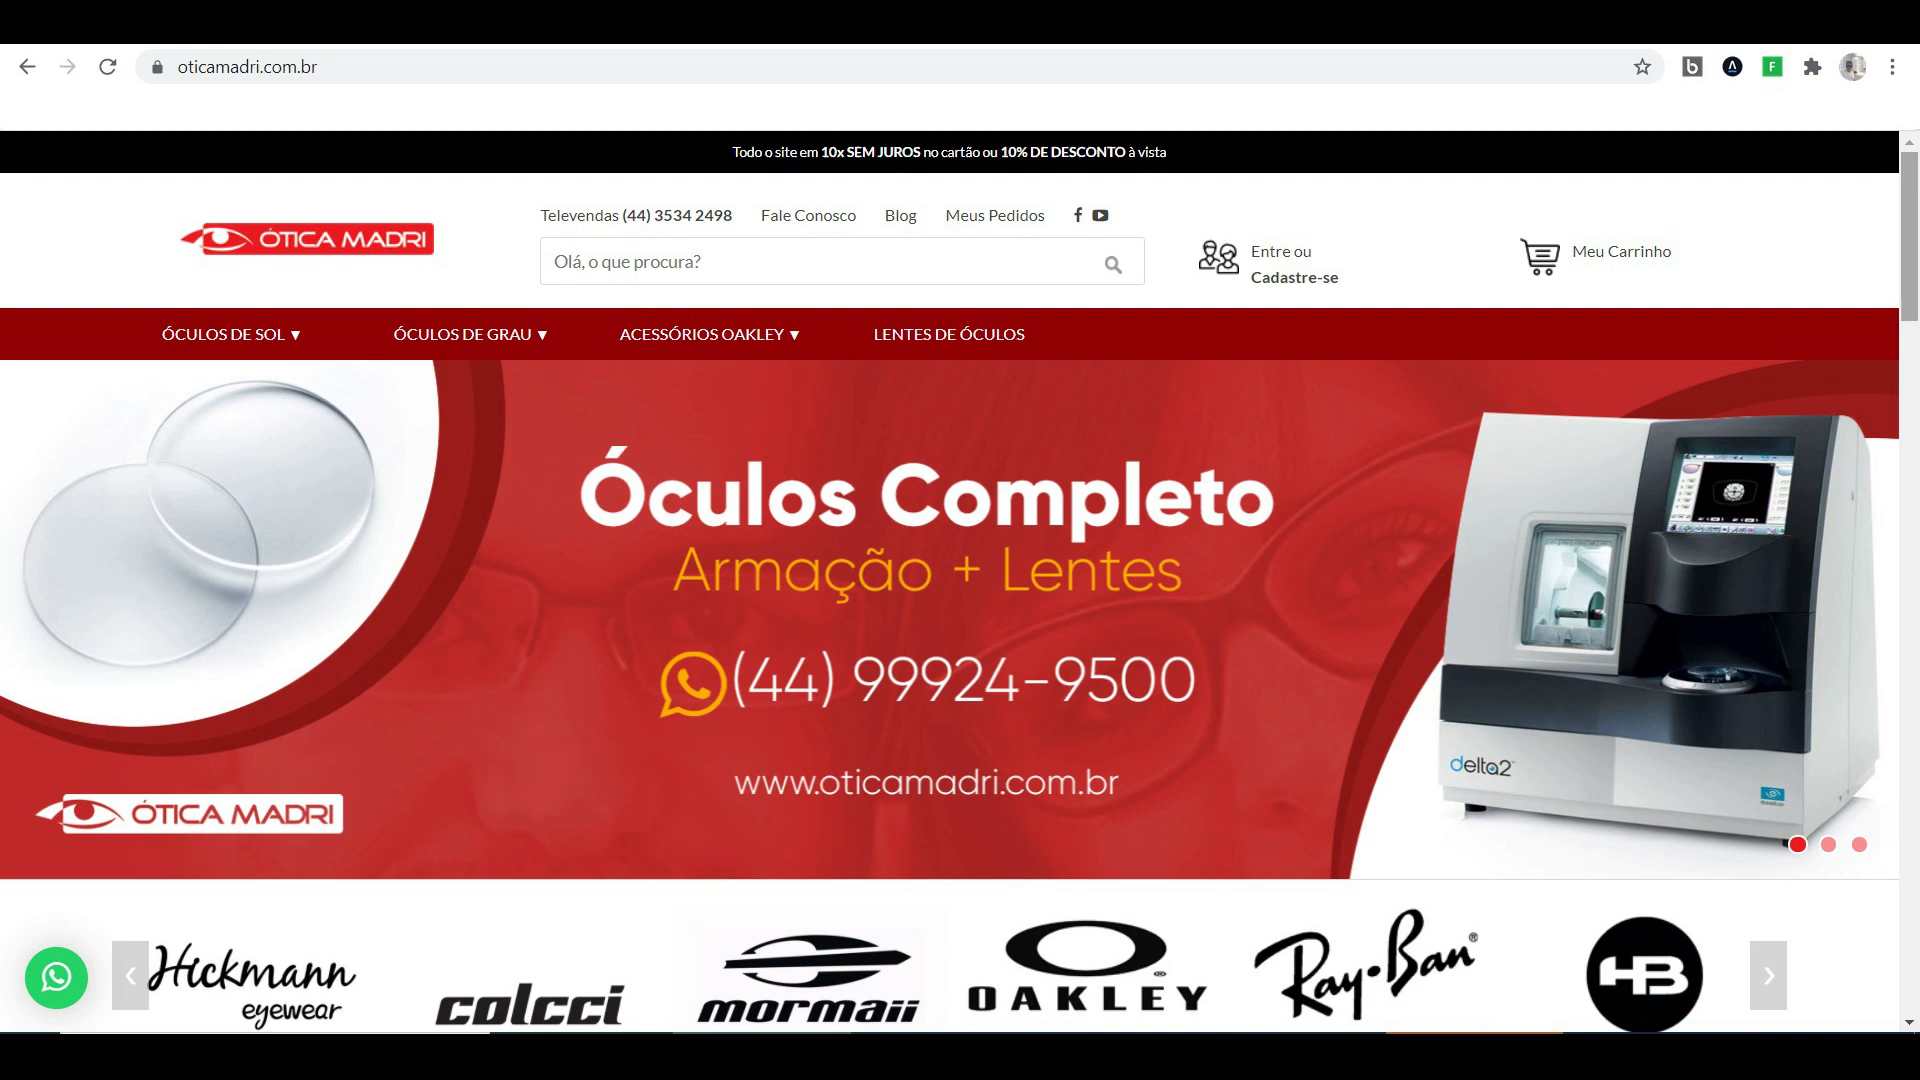 oticamadri.com.br
Todo o site em 10x SEM JUROS no cartão ou 10% DE DESCONTO à vista
ÓTICA MADRI
Televendas (44) 3534 2498 Fale Conosco Blog Meus Pedidos
Olá, o que procura?
Entre ou
Cadastre-se
Meu Carrinho
ÓCULOS DE SOL ▼ ÓCULOS DE GRAU ▼ ACESSÓRIOS OAKLEY ▼ LENTES DE ÓCULOS
Óculos Completo
Armação + Lentes
(44) 99924-9500
www.oticamadri.com.br
ÓTICA MADRI
delta2
Hickmann
eyewear
colcci
mormaii
OAKLEY
Ray-Ban
HB